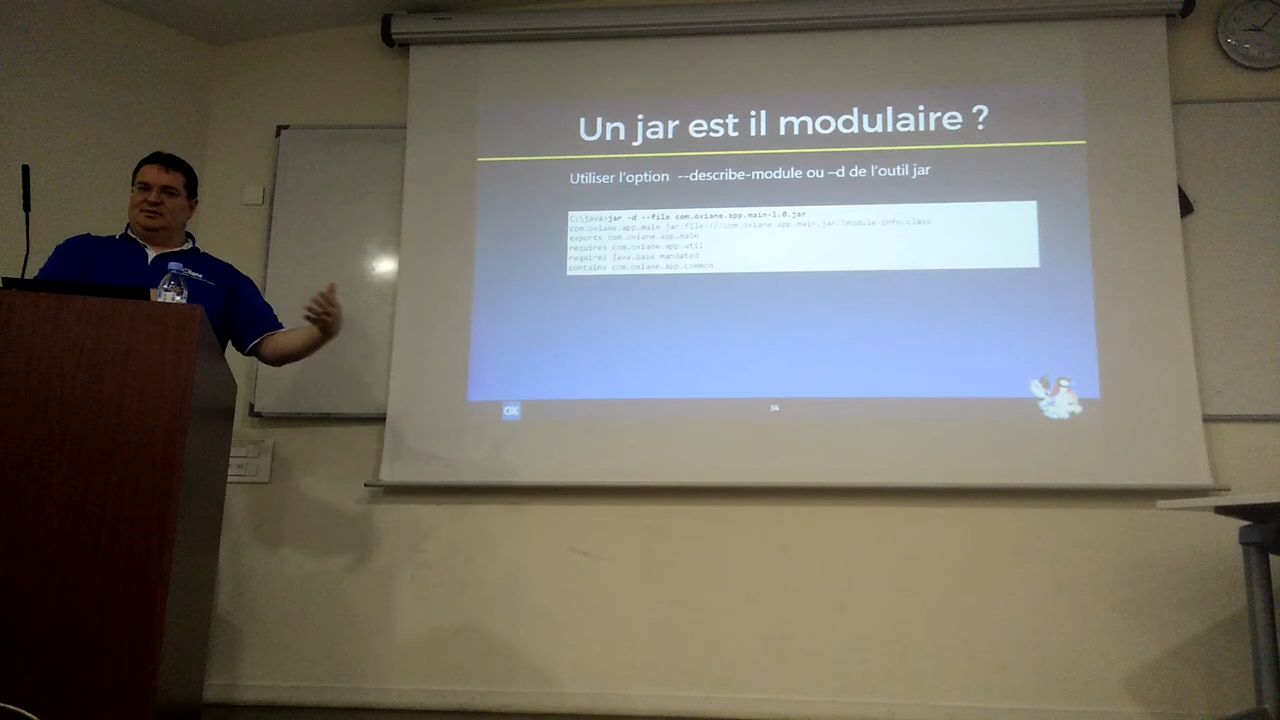 Un jar est il modulaire ?
Utiliser l'option --describe-module ou –d de l'outil jar
C:\java>jar -d --file com.oxiane.app.main-1.0.jar
com.oxiane.app.main jar:file:///com.oxiane.app.main.jar/!module-info.class
exports com.oxiane.app.main
requires com.oxiane.app.util
requires java.base mandated
contains com.oxiane.app.common
OX
34